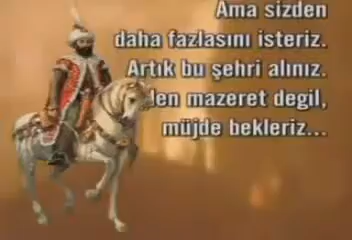 Ama sizden
daha fazlasını isteriz.
Artık bu şehri alınız.
mazeret degil,
müjde bekleriz...